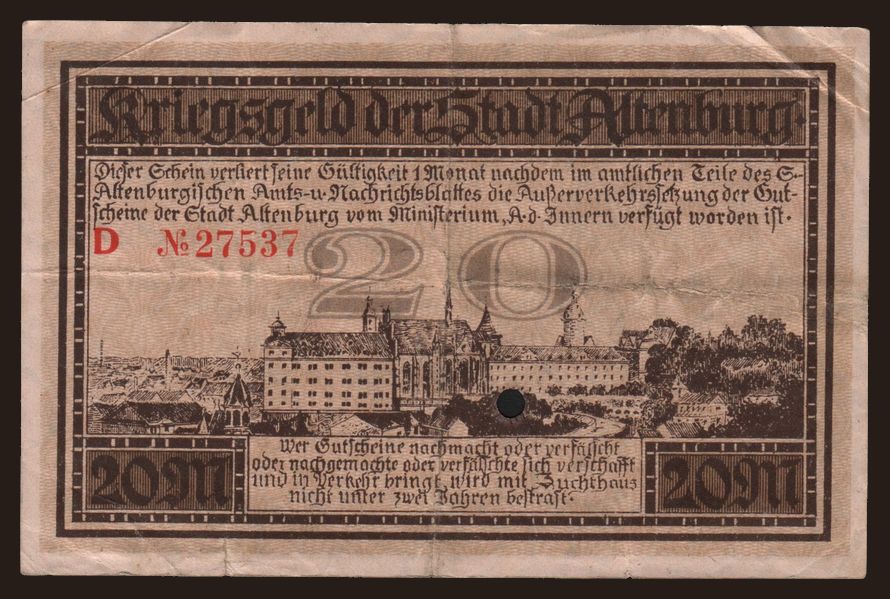 Kriegsgeld der Stadt Altenburg.
Dieser Schein verliert seine Gültigkeit 1 Monat nachdem im amtlichen Teile des S.-
Altenburgischen Amts-u-Nachrichtsblattes die Außerverkehrssetzung der Gut-
scheine der Stadt Altenburg vom Ministerium, A.d. Innern verfügt worden ist.
D № 27537
20
Wer Gutscheine nachmacht oder verfälscht
oder nachgemachte oder verfälschte sich verschafft
und in Verkehr bringt, wird mit Zuchthaus
nicht unter zwei Jahren bestraft.
20M 20M